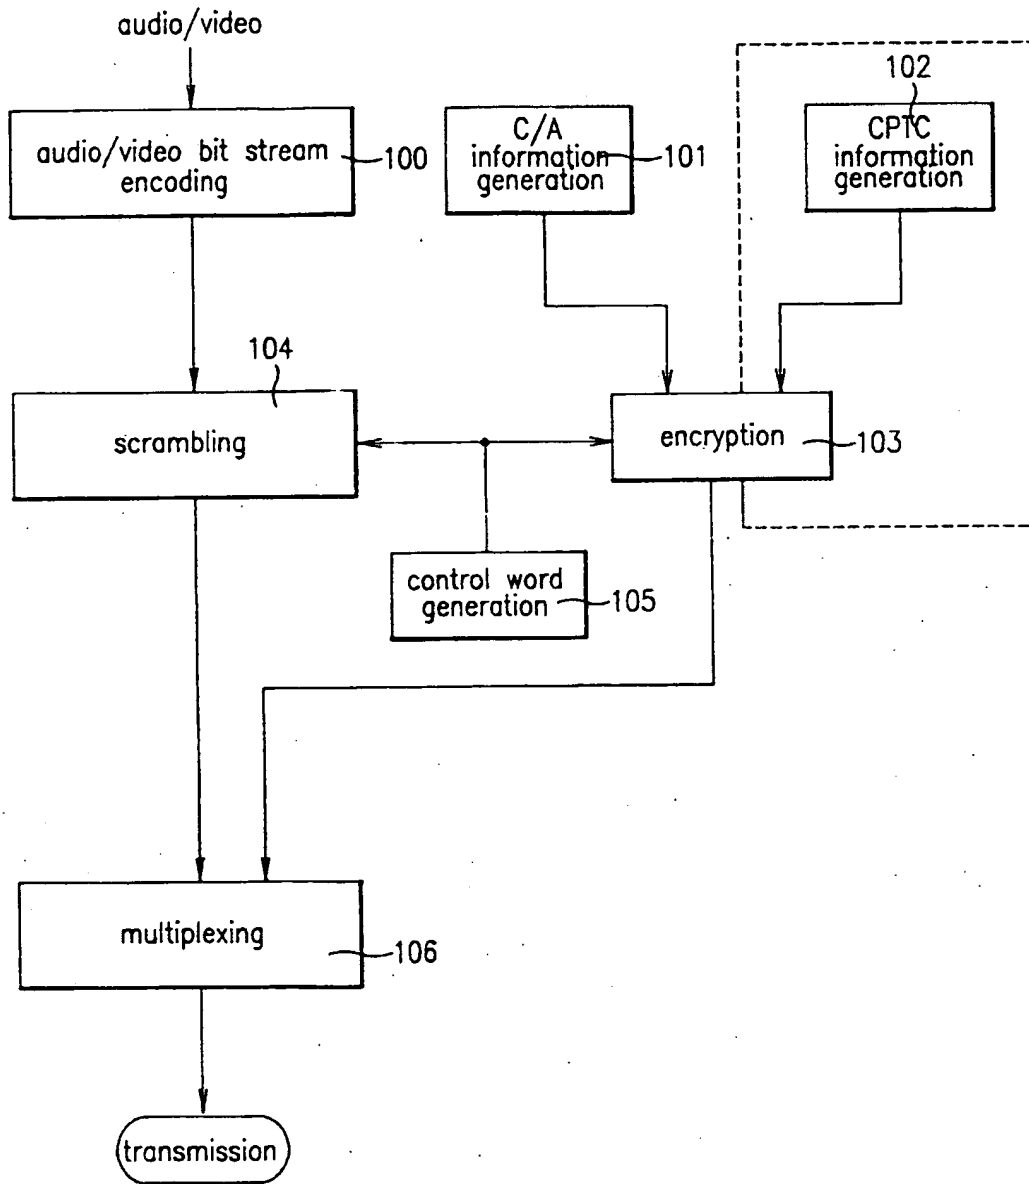 audio/video
audio/video bit stream
encoding
100
C/A
information
generation
101
102
CPTC
information
generation
104
scrambling
encryption
103
control word
generation
105
multiplexing
106
transmission